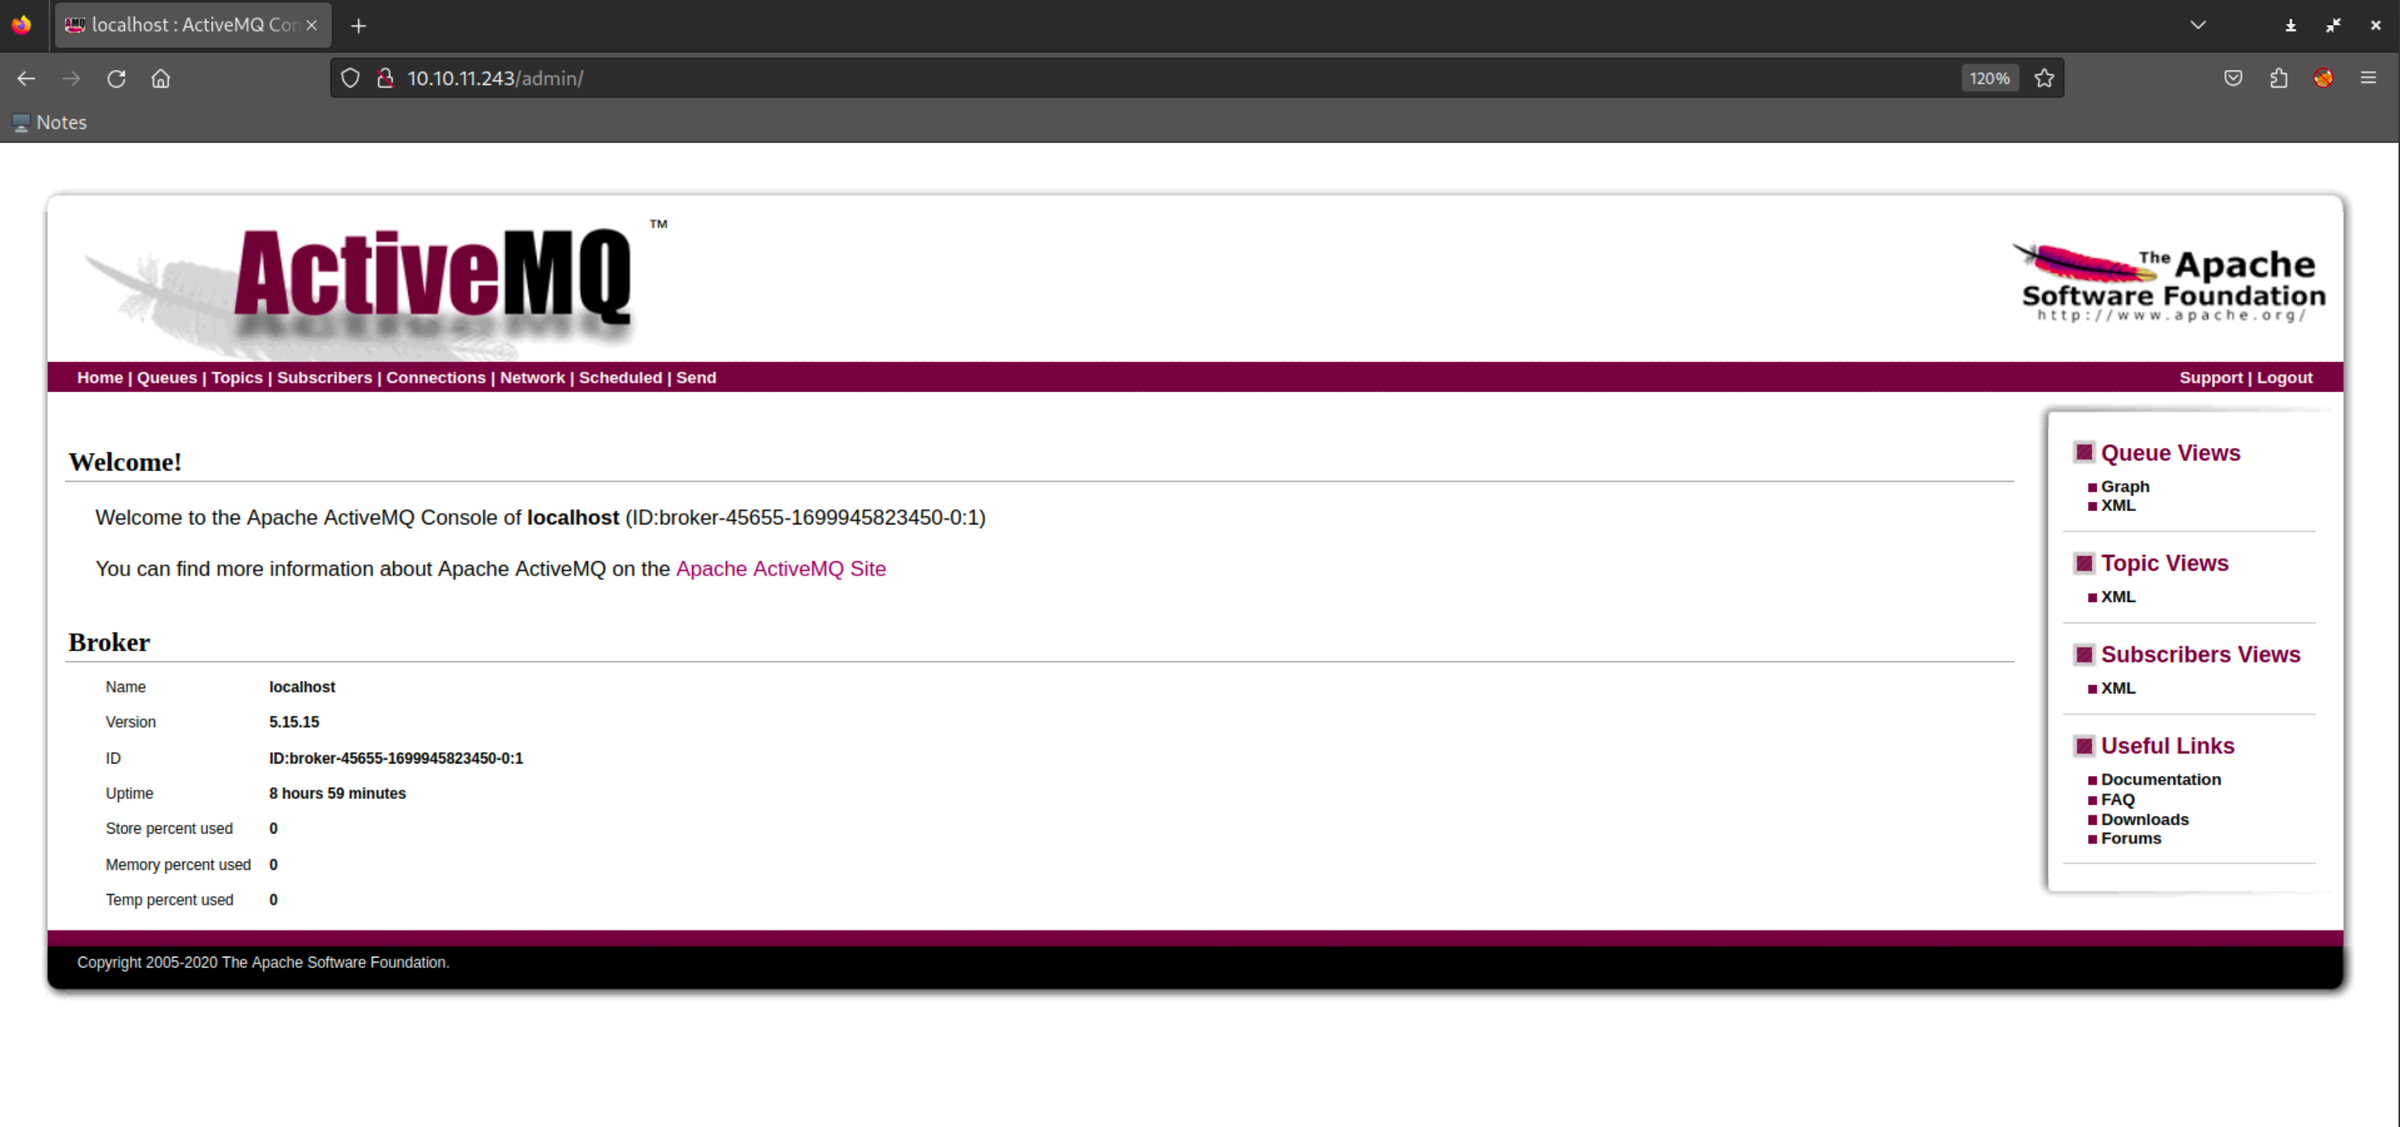 localhost : ActiveMQ Con
10.10.11.243/admin/
120%
Notes
ActiveMQ ™
The Apache
Software Foundation
http://www.apache.org/
Home | Queues | Topics | Subscribers | Connections | Network | Scheduled | Send
Support | Logout
Welcome!
Welcome to the Apache ActiveMQ Console of localhost (ID:broker-45655-1699945823450-0:1)
You can find more information about Apache ActiveMQ on the Apache ActiveMQ Site
Broker
Name localhost
Version 5.15.15
ID ID:broker-45655-1699945823450-0:1
Uptime 8 hours 59 minutes
Store percent used 0
Memory percent used 0
Temp percent used 0
Queue Views
Graph
XML
Topic Views
XML
Subscribers Views
XML
Useful Links
Documentation
FAQ
Downloads
Forums
Copyright 2005-2020 The Apache Software Foundation.